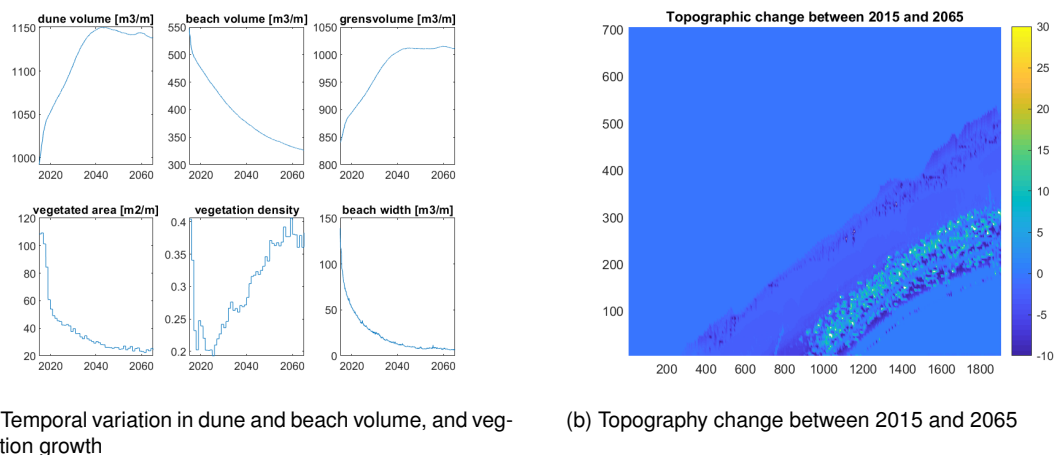 dune volume [m3/m]
1150
1100
1050
1000
2020 2040 2060
beach volume [m3/m]
550
500
450
400
350
300
2020 2040 2060
grensvolume [m3/m]
1100
1050
1000
950
900
850
800
2020 2040 2060
vegetated area [m2/m]
120
100
80
60
40
20
2020 2040 2060
vegetation density
0.4
0.35
0.3
0.25
0.2
2020 2040 2060
beach width [m3/m]
150
100
50
0
2020 2040 2060
Topographic change between 2015 and 2065
700
600
500
400
300
200
100
200 400 600 800 1000 1200 1400 1600 1800
30
25
20
15
10
5
0
-5
-10
Temporal variation in dune and beach volume, and veg-
tion growth
(b) Topography change between 2015 and 2065